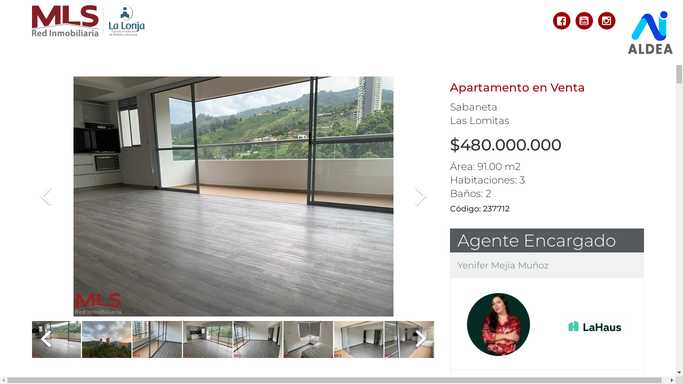 MLS
Red Inmobiliaria
La Lonja
ALDEA
Apartamento en Venta
Sabaneta
Las Lomitas
$480.000.000
Área: 91.00 m2
Habitaciones: 3
Baños: 2
Código: 237712
MLS
Red Inmobiliaria
Agente Encargado
Yenifer Mejia Muñoz
LaHaus